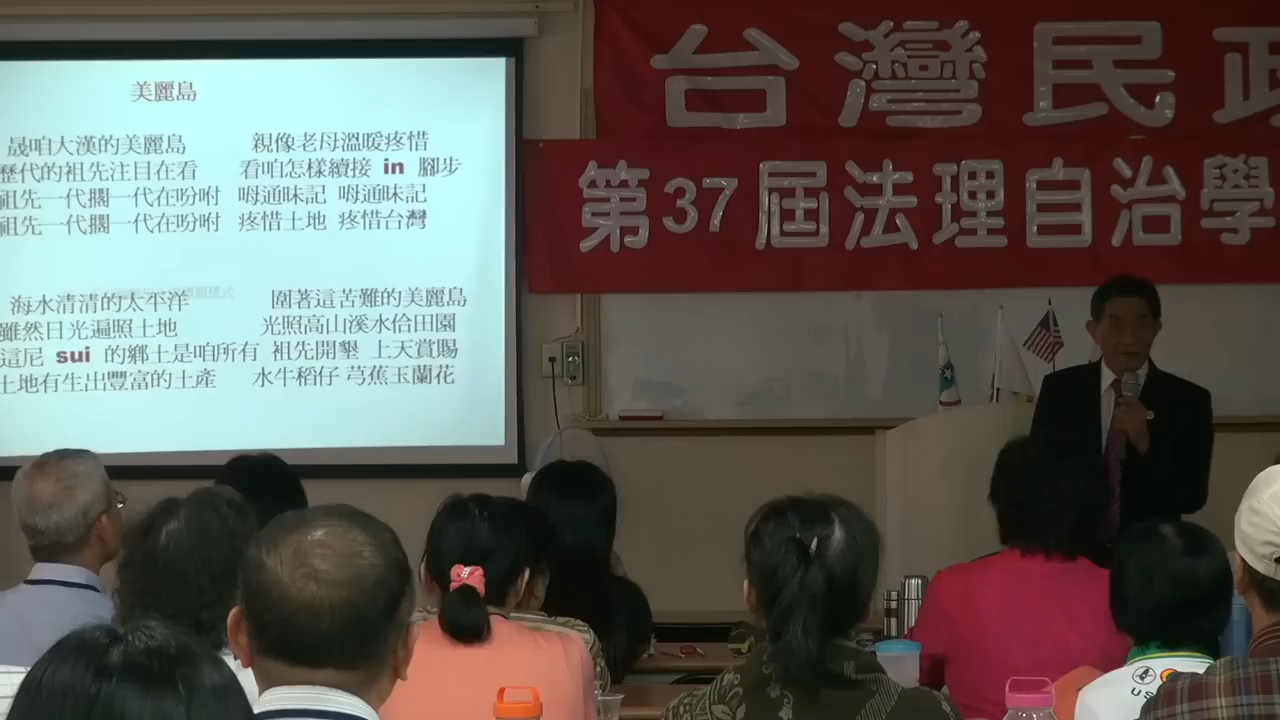 美麗島
晟咱大漢的美麗島 親像老母溫暖疼惜
歷代的祖先注目在看 看咱怎樣續接 in 腳步
祖先一代擱一代在吩咐 呣通昧記 呣通昧記
祖先一代擱一代在吩咐 疼惜土地 疼惜台灣
海水清清的太平洋 圍著這苦難的美麗島
雖然日光遍照土地 光照高山溪水佮田園
這尼 sui 的鄉土是咱所有 祖先開墾 上天賞賜
土地有生出豐富的土產 水牛稻仔 芎蕉玉蘭花
台灣民政
第37屆法理自治學
US